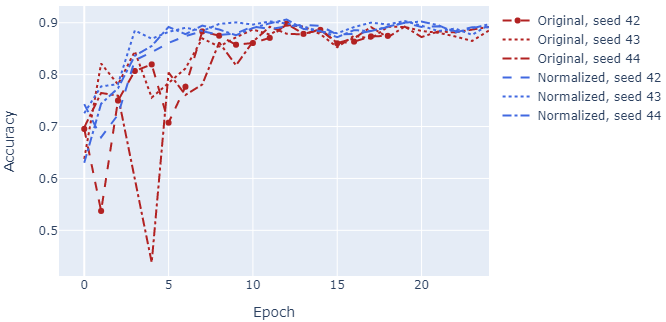 0.9
0.8
0.7
0.6
0.5
0
5
10
15
20
Accuracy
Epoch
Original, seed 42
Original, seed 43
Original, seed 44
Normalized, seed 42
Normalized, seed 43
Normalized, seed 44